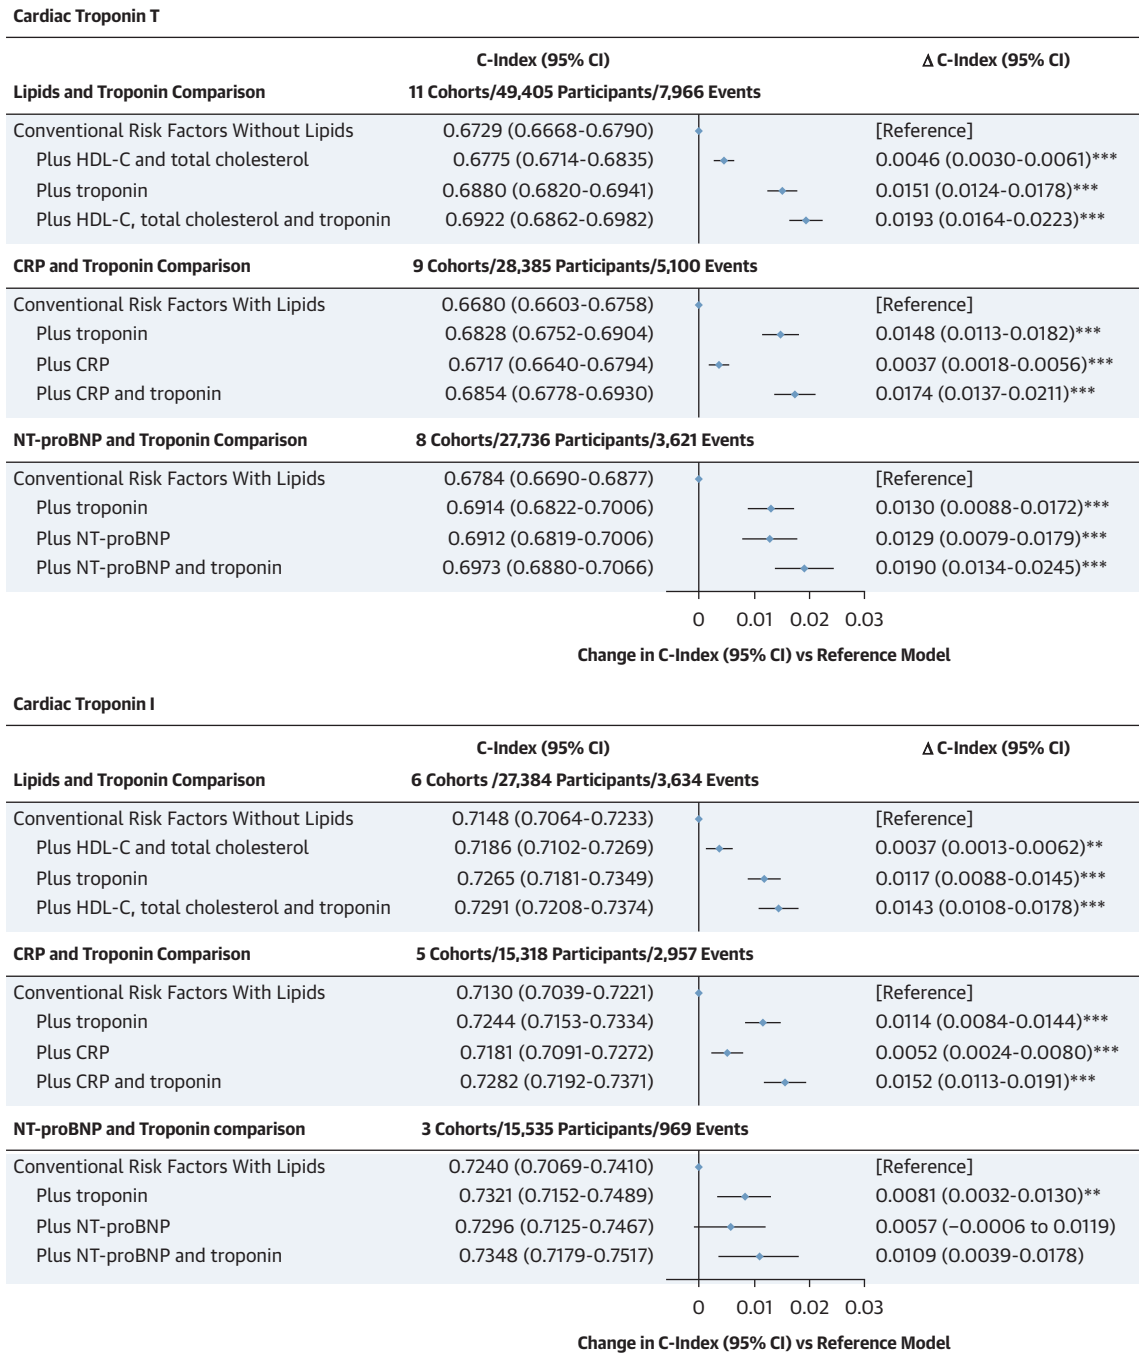 Cardiac Troponin T
C-Index (95% CI) Δ C-Index (95% CI)
Lipids and Troponin Comparison 11 Cohorts/49,405 Participants/7,966 Events
Conventional Risk Factors Without Lipids 0.6729 (0.6668-0.6790) [Reference]
Plus HDL-C and total cholesterol 0.6775 (0.6714-0.6835) 0.0046 (0.0030-0.0061)***
Plus troponin 0.6880 (0.6820-0.6941) 0.0151 (0.0124-0.0178)***
Plus HDL-C, total cholesterol and troponin 0.6922 (0.6862-0.6982) 0.0193 (0.0164-0.0223)***
CRP and Troponin Comparison 9 Cohorts/28,385 Participants/5,100 Events
Conventional Risk Factors With Lipids 0.6680 (0.6603-0.6758) [Reference]
Plus troponin 0.6828 (0.6752-0.6904) 0.0148 (0.0113-0.0182)***
Plus CRP 0.6717 (0.6640-0.6794) 0.0037 (0.0018-0.0056)***
Plus CRP and troponin 0.6854 (0.6778-0.6930) 0.0174 (0.0137-0.0211)***
NT-proBNP and Troponin Comparison 8 Cohorts/27,736 Participants/3,621 Events
Conventional Risk Factors With Lipids 0.6784 (0.6690-0.6877) [Reference]
Plus troponin 0.6914 (0.6822-0.7006) 0.0130 (0.0088-0.0172)***
Plus NT-proBNP 0.6912 (0.6819-0.7006) 0.0129 (0.0079-0.0179)***
Plus NT-proBNP and troponin 0.6973 (0.6880-0.7066) 0.0190 (0.0134-0.0245)***
0 0.01 0.02 0.03
Change in C-Index (95% CI) vs Reference Model
Cardiac Troponin I
C-Index (95% CI) Δ C-Index (95% CI)
Lipids and Troponin Comparison 6 Cohorts /27,384 Participants/3,634 Events
Conventional Risk Factors Without Lipids 0.7148 (0.7064-0.7233) [Reference]
Plus HDL-C and total cholesterol 0.7186 (0.7102-0.7269) 0.0037 (0.0013-0.0062)**
Plus troponin 0.7265 (0.7181-0.7349) 0.0117 (0.0088-0.0145)***
Plus HDL-C, total cholesterol and troponin 0.7291 (0.7208-0.7374) 0.0143 (0.0108-0.0178)***
CRP and Troponin Comparison 5 Cohorts/15,318 Participants/2,957 Events
Conventional Risk Factors With Lipids 0.7130 (0.7039-0.7221) [Reference]
Plus troponin 0.7244 (0.7153-0.7334) 0.0114 (0.0084-0.0144)***
Plus CRP 0.7181 (0.7091-0.7272) 0.0052 (0.0024-0.0080)***
Plus CRP and troponin 0.7282 (0.7192-0.7371) 0.0152 (0.0113-0.0191)***
NT-proBNP and Troponin comparison 3 Cohorts/15,535 Participants/969 Events
Conventional Risk Factors With Lipids 0.7240 (0.7069-0.7410) [Reference]
Plus troponin 0.7321 (0.7152-0.7489) 0.0081 (0.0032-0.0130)**
Plus NT-proBNP 0.7296 (0.7125-0.7467) 0.0057 (−0.0006 to 0.0119)
Plus NT-proBNP and troponin 0.7348 (0.7179-0.7517) 0.0109 (0.0039-0.0178)
0 0.01 0.02 0.03
Change in C-Index (95% CI) vs Reference Model